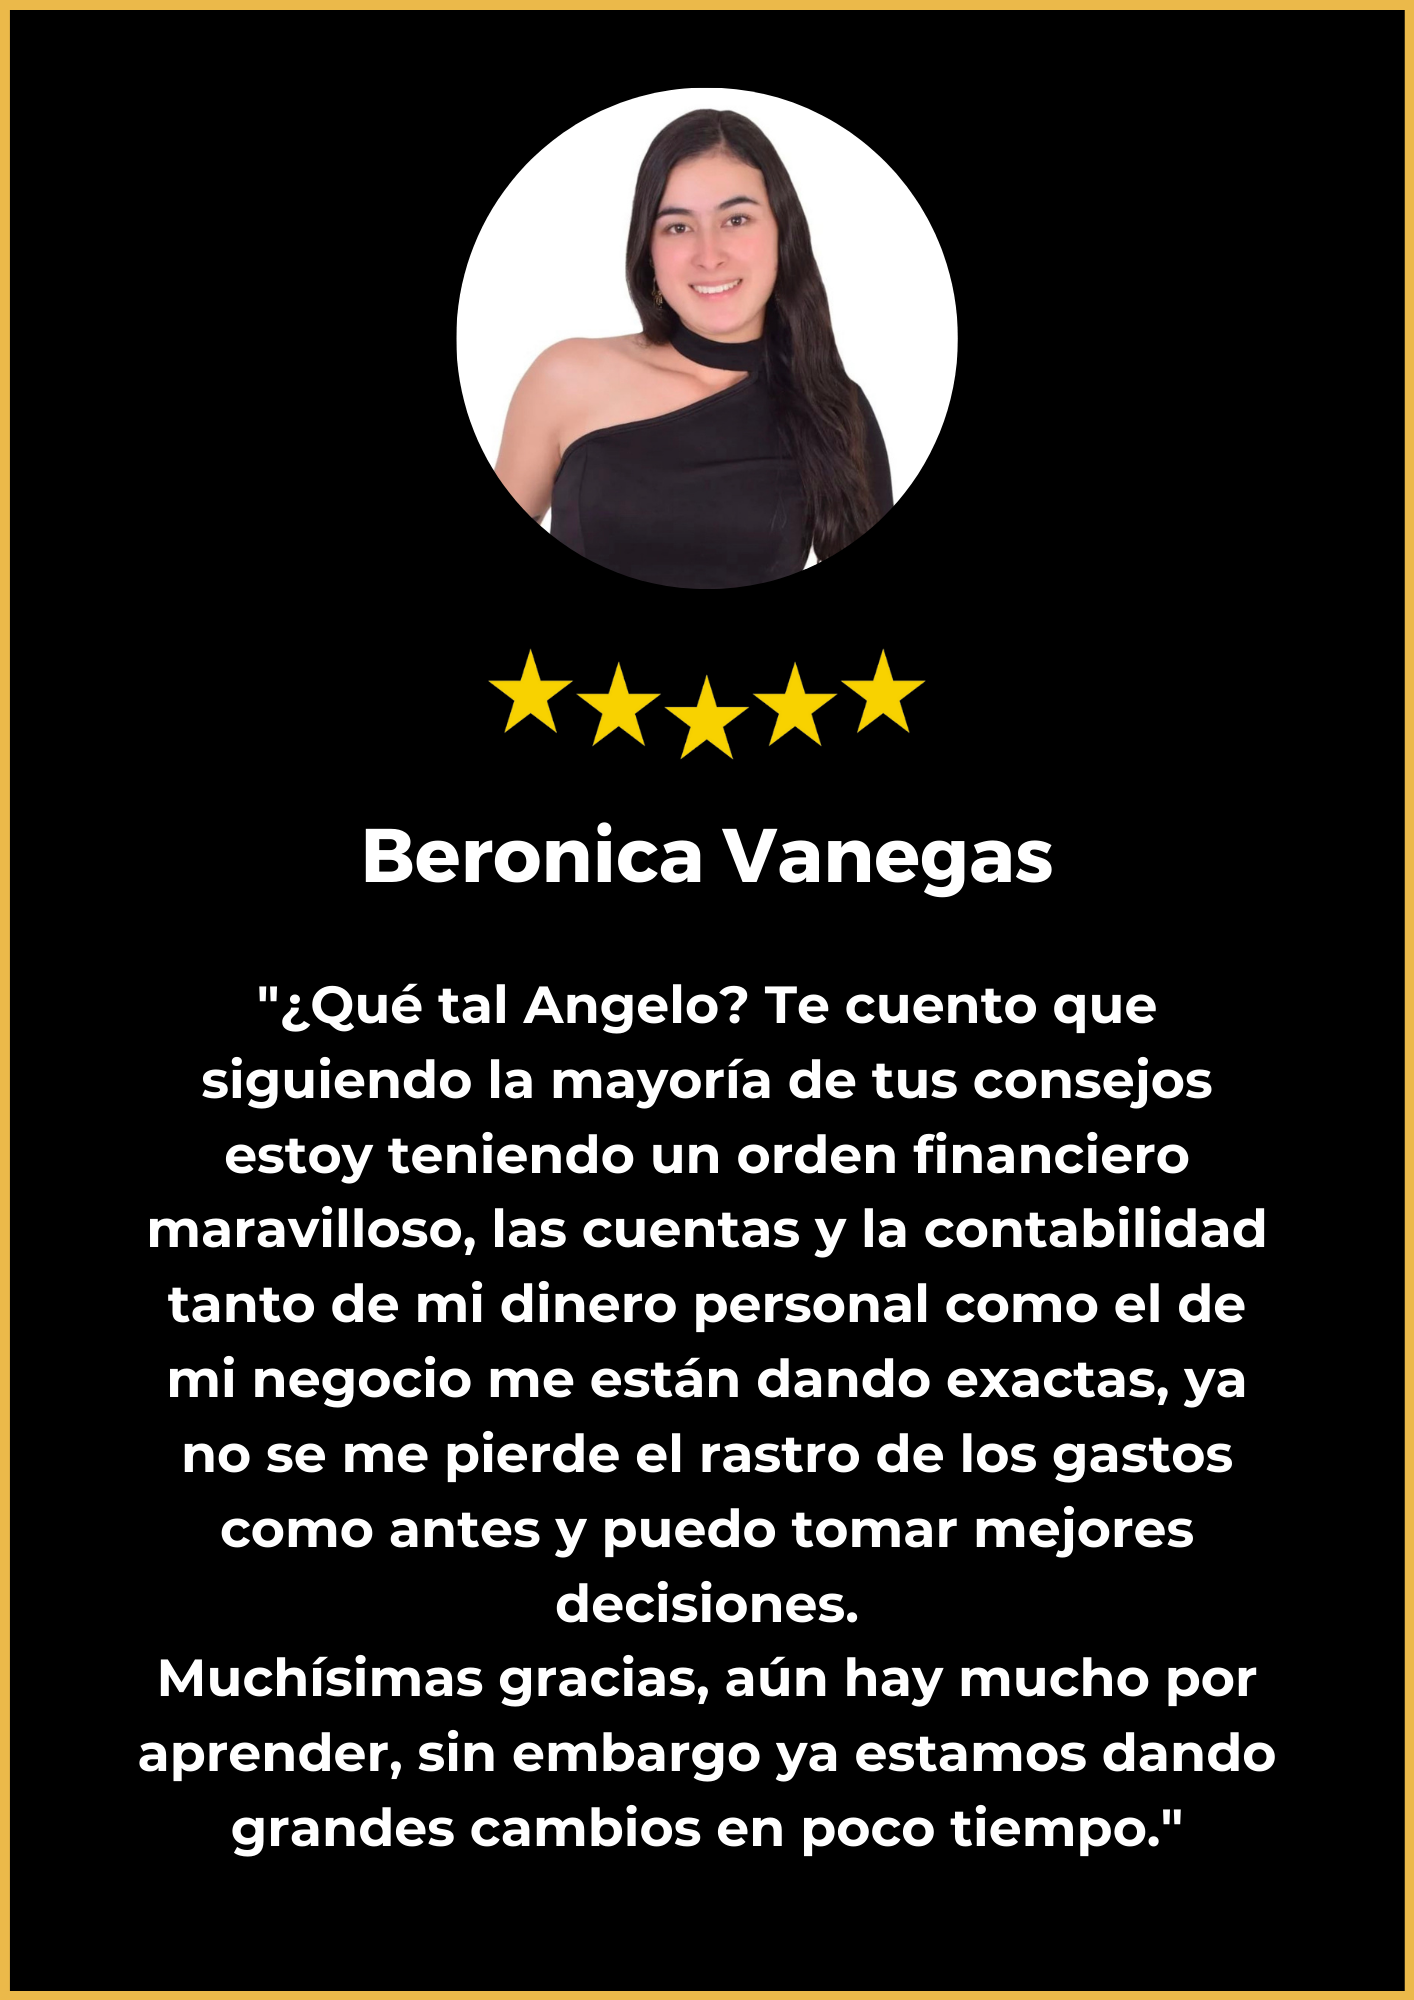 Beronica Vanegas
"¿Qué tal Angelo? Te cuento que
siguiendo la mayoría de tus consejos
estoy teniendo un orden financiero
maravilloso, las cuentas y la contabilidad
tanto de mi dinero personal como el de
mi negocio me están dando exactas, ya
no se me pierde el rastro de los gastos
como antes y puedo tomar mejores
decisiones.
Muchísimas gracias, aún hay mucho por
aprender, sin embargo ya estamos dando
grandes cambios en poco tiempo."